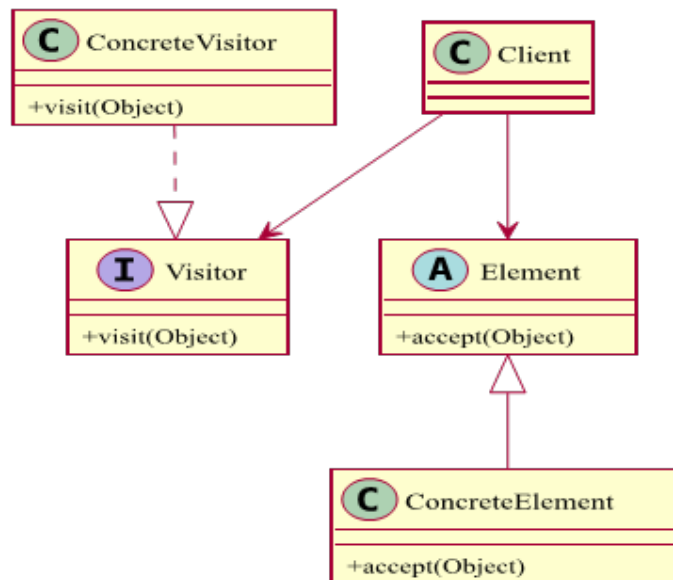 C ConcreteVisitor
+visit(Object)
C Client
I Visitor
+visit(Object)
A Element
+accept(Object)
C ConcreteElement
+accept(Object)